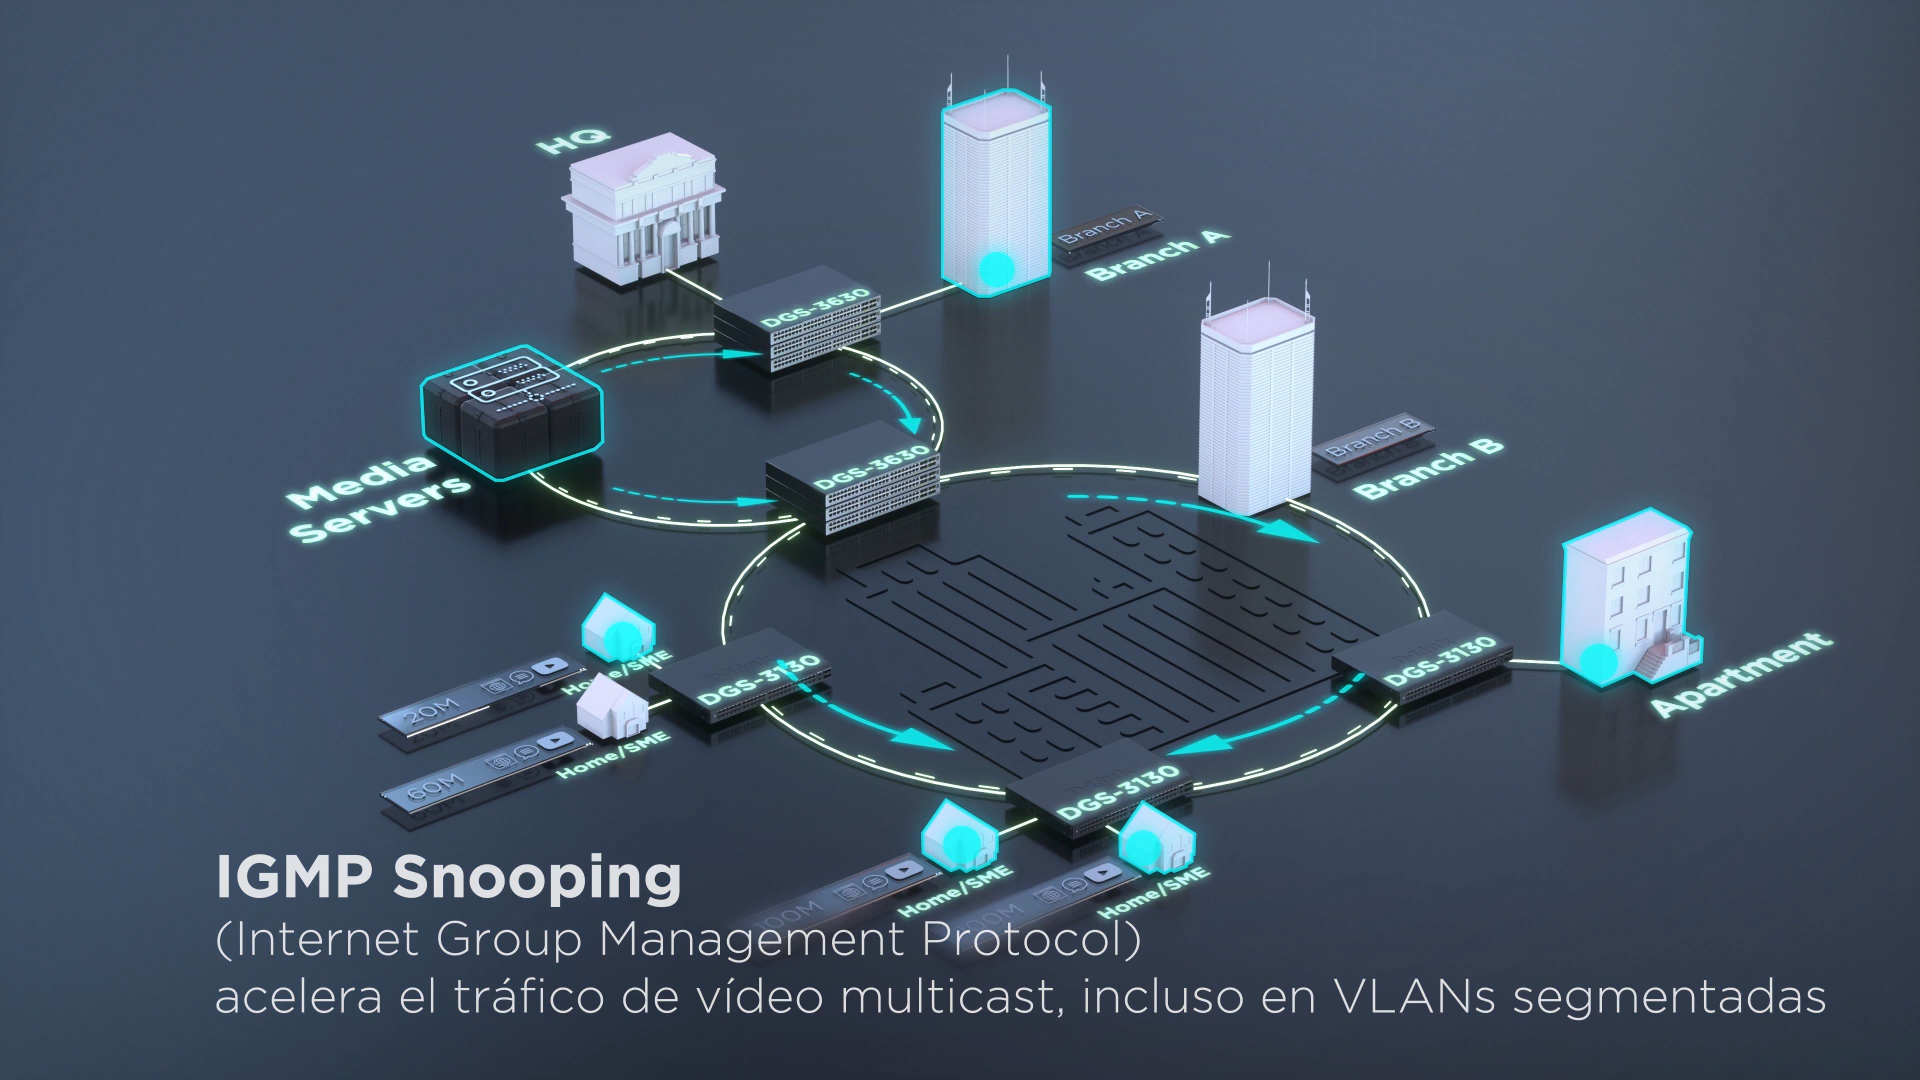 HQ
Branch A
Branch A
DGS-3630
Media
Servers
DGS-3630
Branch B
Branch B
Apartment
Home/SME
DGS-3130
DGS-3130
20M
Home/SME
60M
DGS-3130
Home/SME
Home/SME
100M
IGMP Snooping
(Internet Group Management Protocol)
acelera el tráfico de vídeo multicast, incluso en VLANs segmentadas